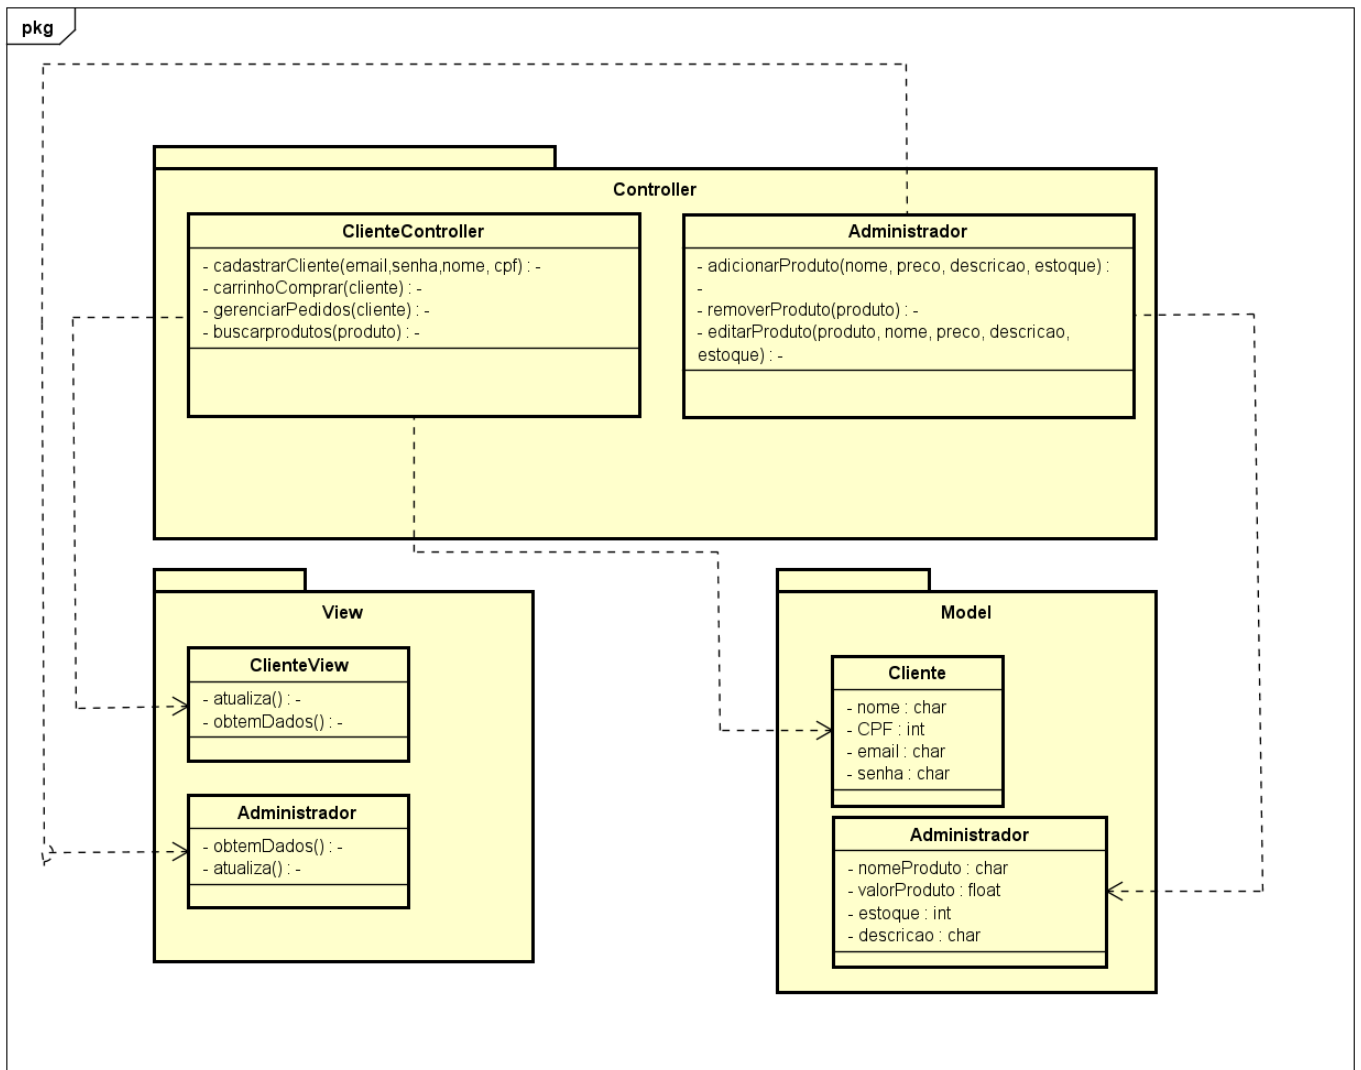 pkg
Controller
ClienteController
- cadastrarCliente(email,senha,nome, cpf) : -
- carrinhoComprar(cliente) : -
- gerenciarPedidos(cliente) : -
- buscarprodutos(produto) : -
Administrador
- adicionarProduto(nome, preco, descricao, estoque) :
-
- removerProduto(produto) : -
- editarProduto(produto, nome, preco, descricao,
estoque) : -
View
ClienteView
- atualiza() : -
- obtemDados() : -
Administrador
- obtemDados() : -
- atualiza() : -
Model
Cliente
- nome : char
- CPF : int
- email : char
- senha : char
Administrador
- nomeProduto : char
- valorProduto : float
- estoque : int
- descricao : char